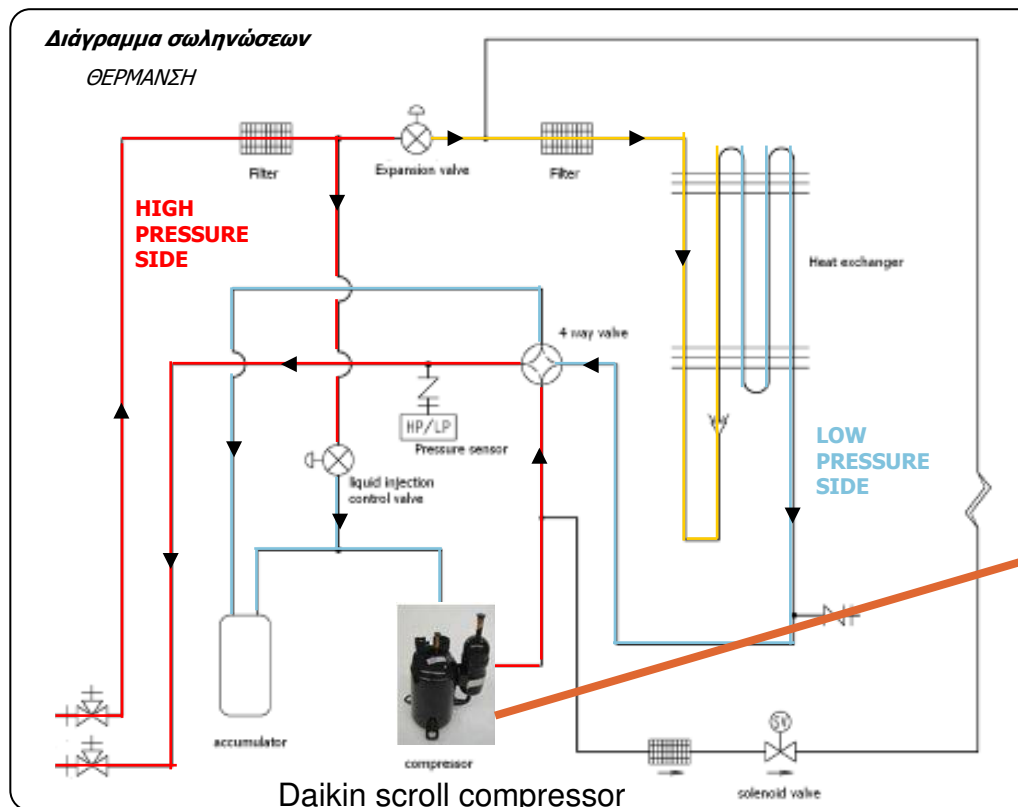 Διάγραμμα σωληνώσεων
ΘΕΡΜΑΝΣΗ
Filter
Expansion valve
Filter
HIGH
PRESSURE
SIDE
Heat exchanger
4 way valve
HP/LP
Pressure sensor
LOW
PRESSURE
SIDE
liquid injection
control valve
SV
accumulator
compressor
solenoid valve
Daikin scroll compressor